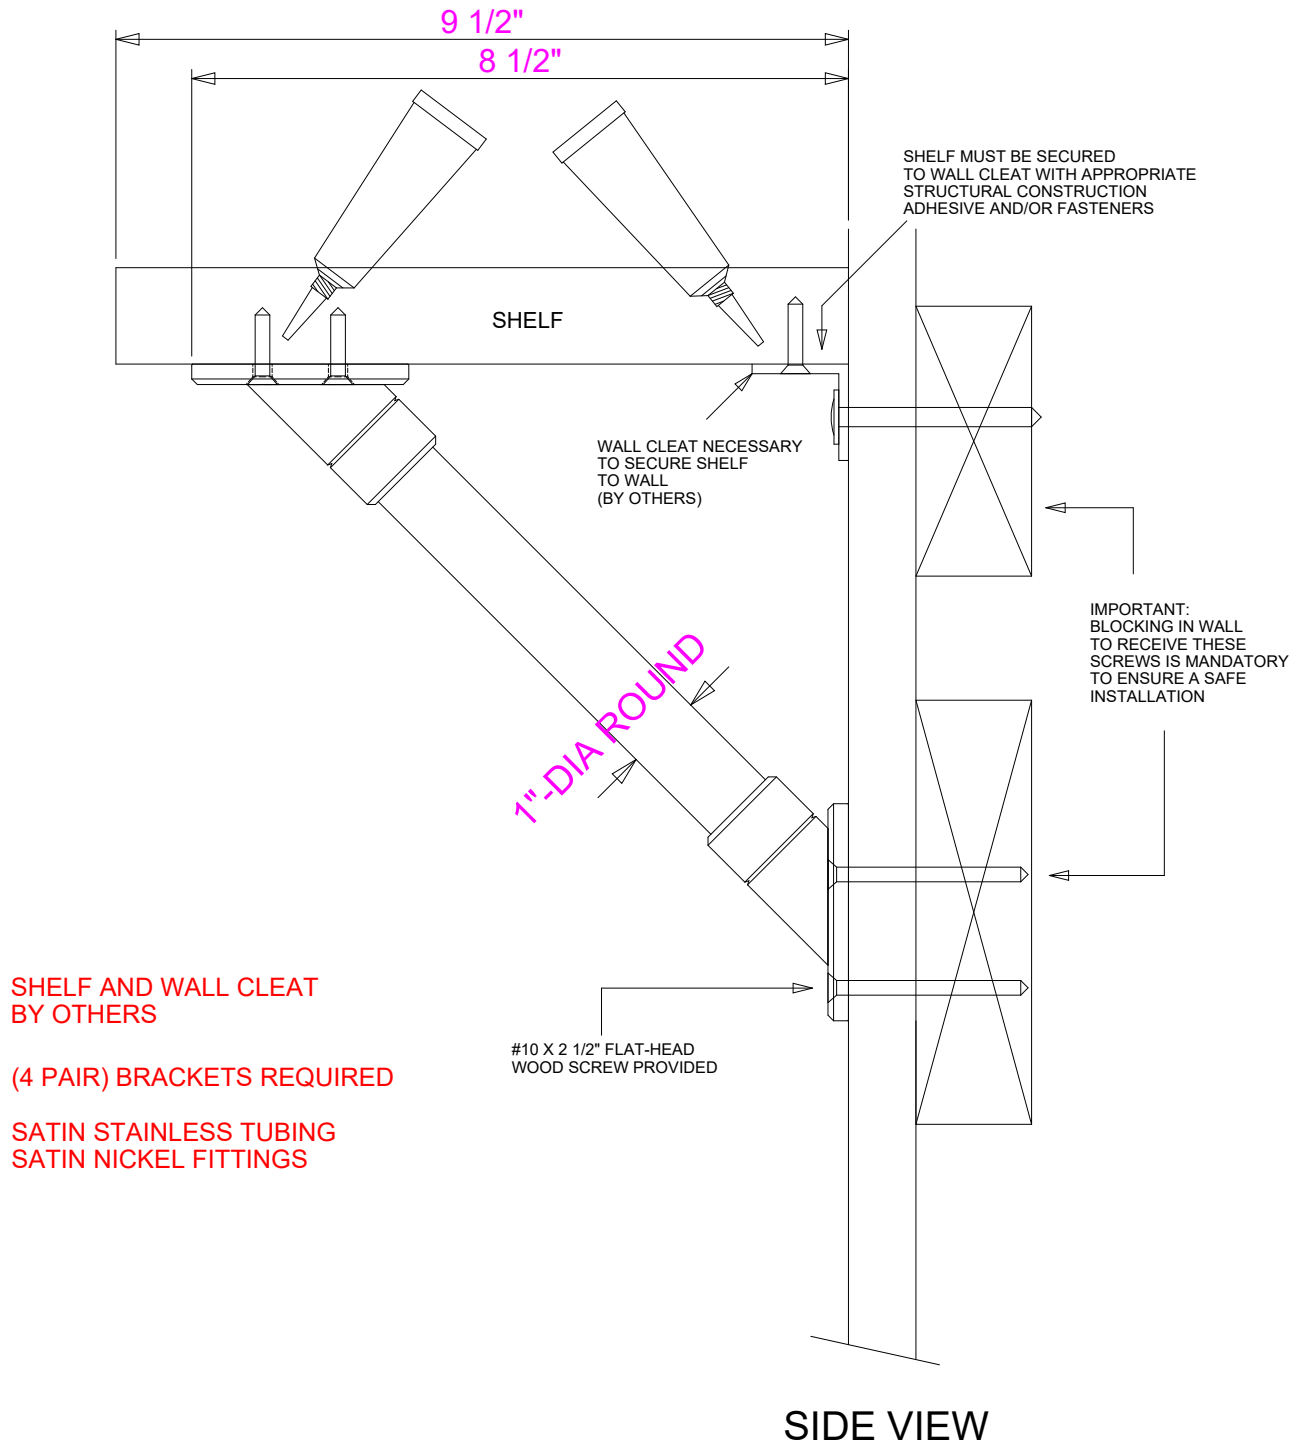 9 1/2"
8 1/2"
SHELF MUST BE SECURED
TO WALL CLEAT WITH APPROPRIATE
STRUCTURAL CONSTRUCTION
ADHESIVE AND/OR FASTENERS
SHELF
WALL CLEAT NECESSARY
TO SECURE SHELF
TO WALL
(BY OTHERS)
IMPORTANT:
BLOCKING IN WALL
TO RECEIVE THESE
SCREWS IS MANDATORY
TO ENSURE A SAFE
INSTALLATION
1"-DIA ROUND
SHELF AND WALL CLEAT
BY OTHERS
(4 PAIR) BRACKETS REQUIRED
SATIN STAINLESS TUBING
SATIN NICKEL FITTINGS
#10 X 2 1/2" FLAT-HEAD
WOOD SCREW PROVIDED
SIDE VIEW